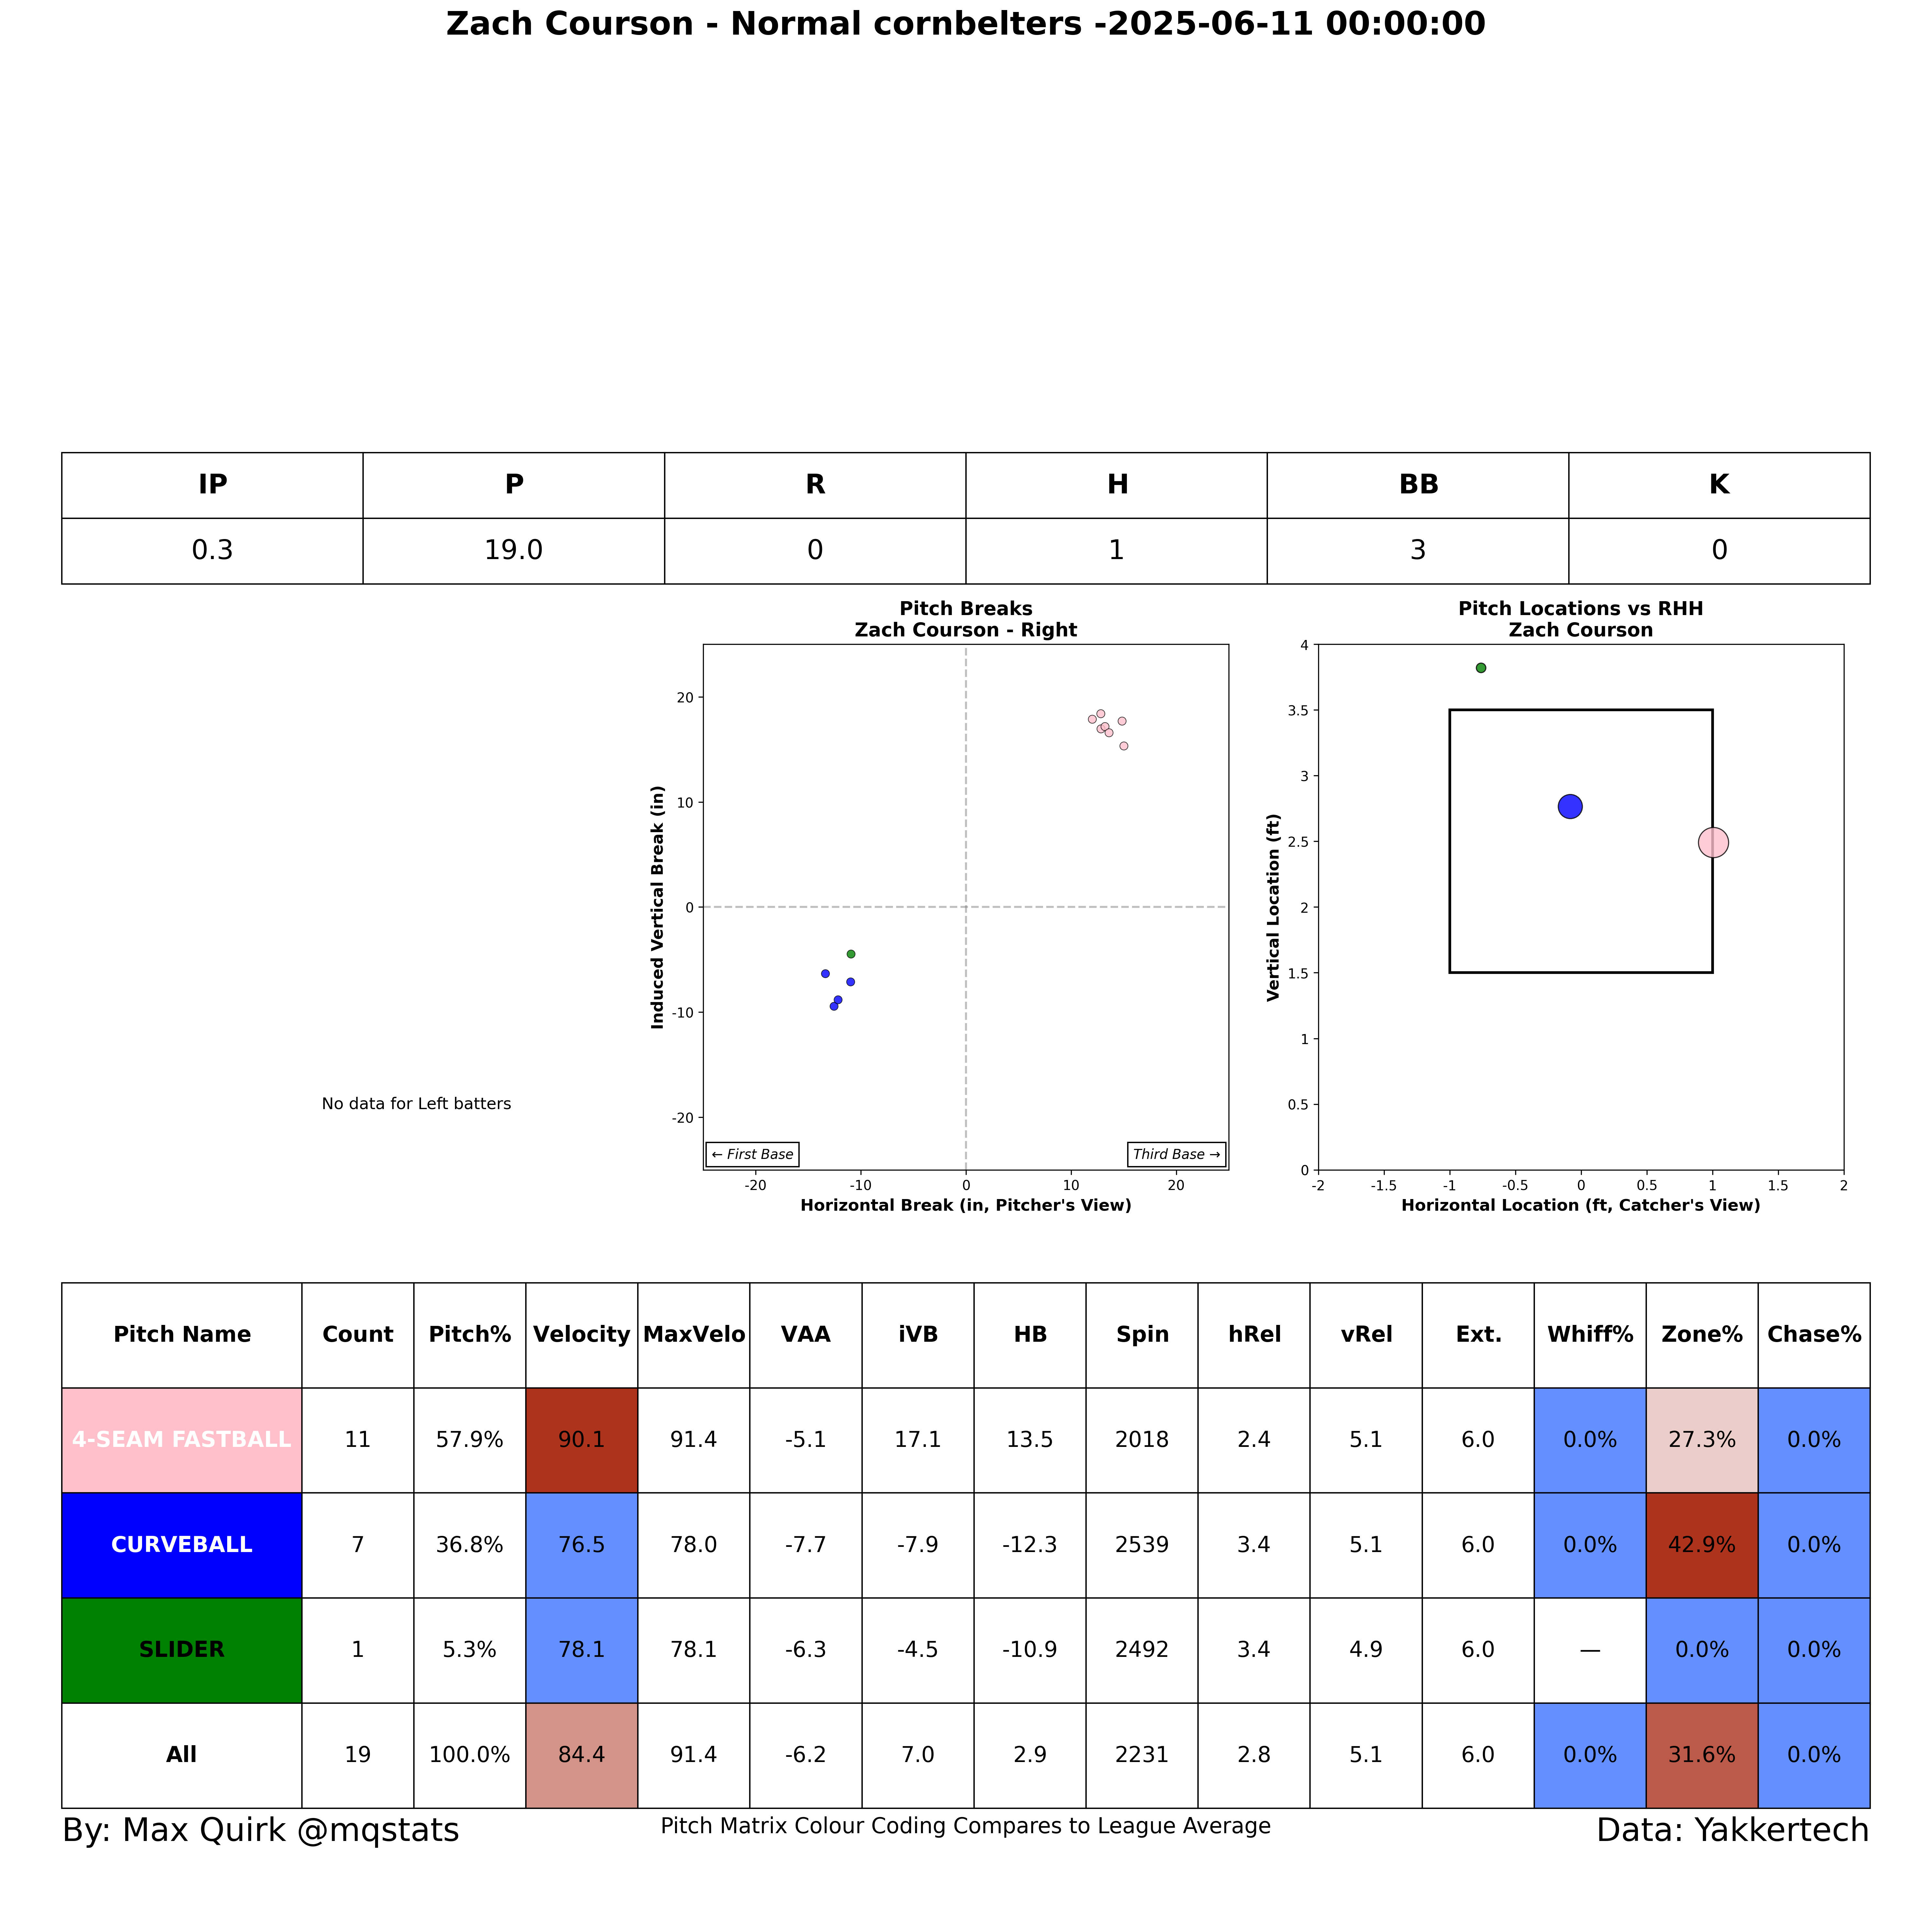 Zach Courson - Normal cornbelters -2025-06-11 00:00:00
IP P R H BB K
0.3 19.0 0 1 3 0
No data for Left batters
Pitch Breaks
Zach Courson - Right
Induced Vertical Break (in)
20
10
0
-10
-20
← First Base Third Base →
-20 -10 0 10 20
Horizontal Break (in, Pitcher's View)
Pitch Locations vs RHH
Zach Courson
Vertical Location (ft)
4
3.5
3
2.5
2
1.5
1
0.5
0
-2 -1.5 -1 -0.5 0 0.5 1 1.5 2
Horizontal Location (ft, Catcher's View)
Pitch Name Count Pitch% Velocity MaxVelo VAA iVB HB Spin hRel vRel Ext. Whiff% Zone% Chase%
4-SEAM FASTBALL 11 57.9% 90.1 91.4 -5.1 17.1 13.5 2018 2.4 5.1 6.0 0.0% 27.3% 0.0%
CURVEBALL 7 36.8% 76.5 78.0 -7.7 -7.9 -12.3 2539 3.4 5.1 6.0 0.0% 42.9% 0.0%
SLIDER 1 5.3% 78.1 78.1 -6.3 -4.5 -10.9 2492 3.4 4.9 6.0 — 0.0% 0.0%
All 19 100.0% 84.4 91.4 -6.2 7.0 2.9 2231 2.8 5.1 6.0 0.0% 31.6% 0.0%
By: Max Quirk @mqstats
Pitch Matrix Colour Coding Compares to League Average
Data: Yakkertech